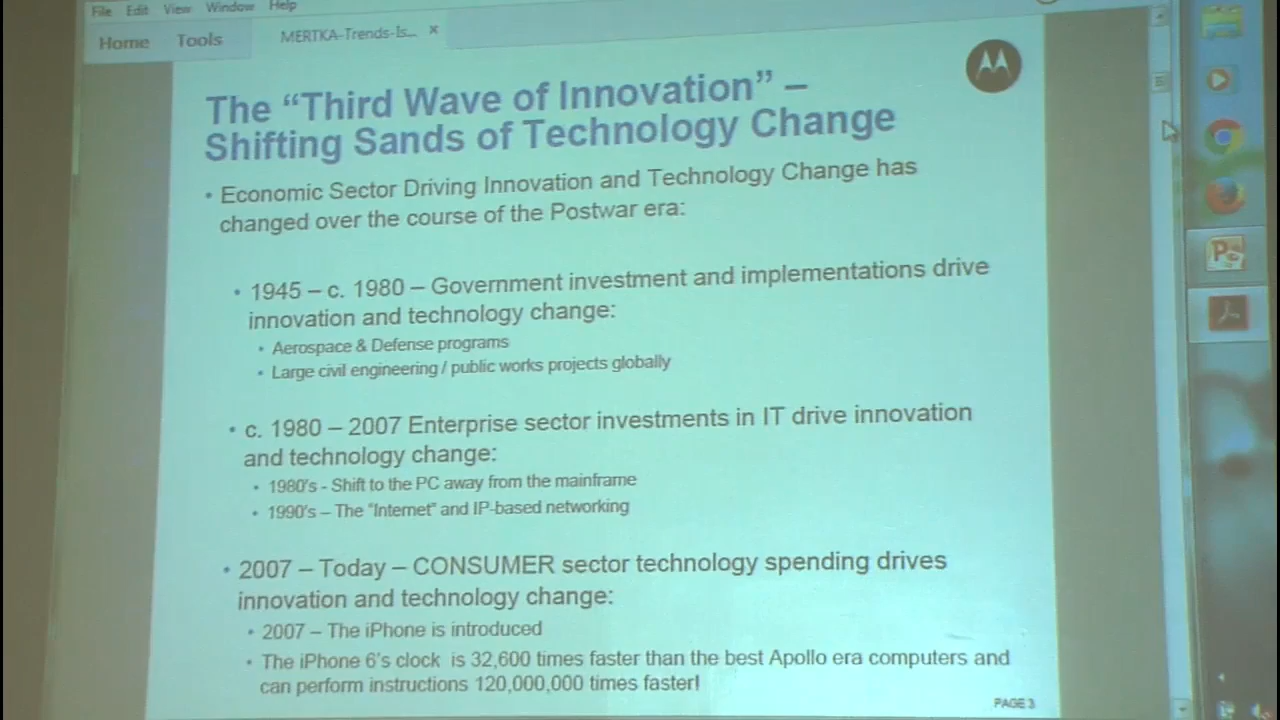 File Edit View Window Help
Home Tools MERTKA-Trends-Is... ×
The “Third Wave of Innovation” –
Shifting Sands of Technology Change
• Economic Sector Driving Innovation and Technology Change has
changed over the course of the Postwar era:
• 1945 – c. 1980 – Government investment and implementations drive
innovation and technology change:
• Aerospace & Defense programs
• Large civil engineering / public works projects globally
• c. 1980 – 2007 Enterprise sector investments in IT drive innovation
and technology change:
• 1980's - Shift to the PC away from the mainframe
• 1990's – The "Internet" and IP-based networking
• 2007 – Today – CONSUMER sector technology spending drives
innovation and technology change:
• 2007 – The iPhone is introduced
• The iPhone 6's clock is 32,600 times faster than the best Apollo era computers and
can perform instructions 120,000,000 times faster!
PAGE 3